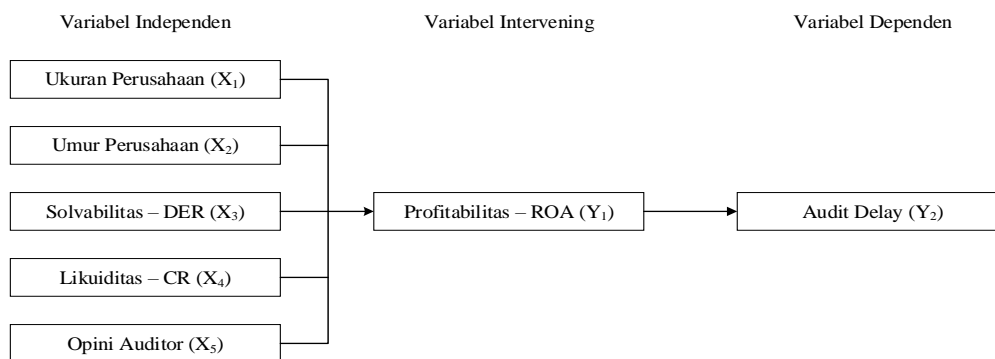 Variabel Independen
Variabel Intervening
Variabel Dependen
Ukuran Perusahaan (X₁)
Umur Perusahaan (X₂)
Solvabilitas – DER (X₃)
Profitabilitas – ROA (Y₁)
Audit Delay (Y₂)
Likuiditas – CR (X₄)
Opini Auditor (X₅)